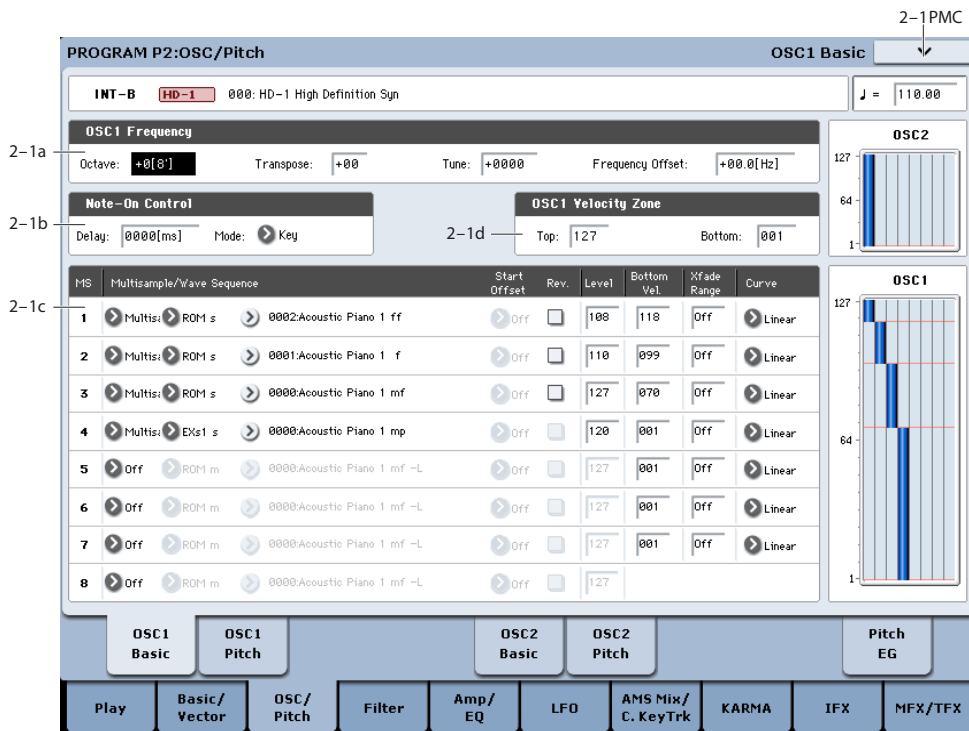 2–1PMC
PROGRAM P2:OSC/Pitch OSC1 Basic
INT–B HD–1 000: HD–1 High Definition Syn ♩ = 110.00
OSC1 Frequency
2–1a Octave: +0[8'] Transpose: +00 Tune: +0000 Frequency Offset: +00.0[Hz]
Note–On Control
2–1b Delay: 0000[ms] Mode: Key
OSC1 Velocity Zone
2–1d Top: 127 Bottom: 001
OSC2
127
64
1
2–1c
MS Multisample/Wave Sequence Start Offset Rev. Level Bottom Vel. Xfade Range Curve
1 Multisa ROM s 0002:Acoustic Piano 1 ff Off 108 118 Off Linear
2 Multisa ROM s 0001:Acoustic Piano 1 f Off 110 099 Off Linear
3 Multisa ROM s 0000:Acoustic Piano 1 mf Off 127 070 Off Linear
4 Multisa EXs1 s 0000:Acoustic Piano 1 mp Off 120 001 Off Linear
5 Off ROM m 0000:Acoustic Piano 1 mf –L Off 127 001 Off Linear
6 Off ROM m 0000:Acoustic Piano 1 mf –L Off 127 001 Off Linear
7 Off ROM m 0000:Acoustic Piano 1 mf –L Off 127 001 Off Linear
8 Off ROM m 0000:Acoustic Piano 1 mf –L Off 127
OSC1
127
64
1
OSC1 Basic OSC1 Pitch OSC2 Basic OSC2 Pitch Pitch EG
Play Basic/Vector OSC/Pitch Filter Amp/EQ LFO AMS Mix/C. KeyTrk KARMA IFX MFX/TFX